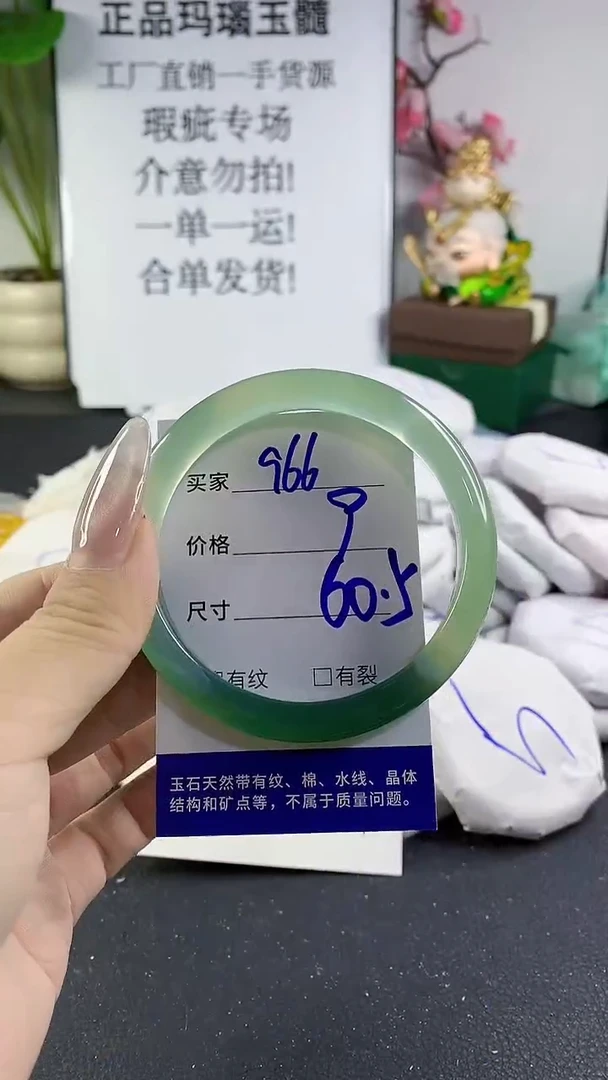 正品玛瑙玉髓
工厂直销一手货源
瑕疵专场
介意勿拍!
一单一运!
合单发货!
买家 966
价格
尺寸 60.5
有纹 □有裂
玉石天然带有纹、棉、水线、晶体
结构和矿点等，不属于质量问题。